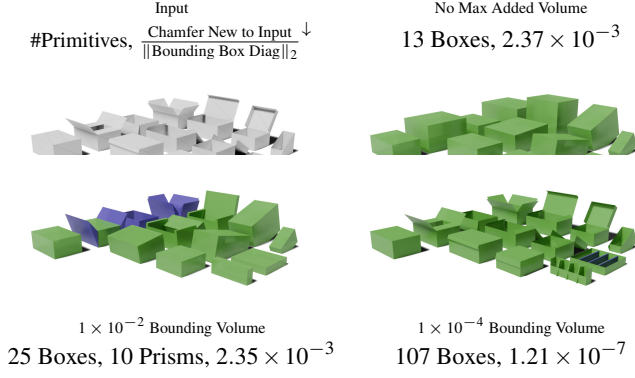 Input
#Primitives, Chamfer New to Input / ‖Bounding Box Diag‖₂ ↓
No Max Added Volume
13 Boxes, 2.37 × 10⁻³
1 × 10⁻² Bounding Volume
25 Boxes, 10 Prisms, 2.35 × 10⁻³
1 × 10⁻⁴ Bounding Volume
107 Boxes, 1.21 × 10⁻⁷